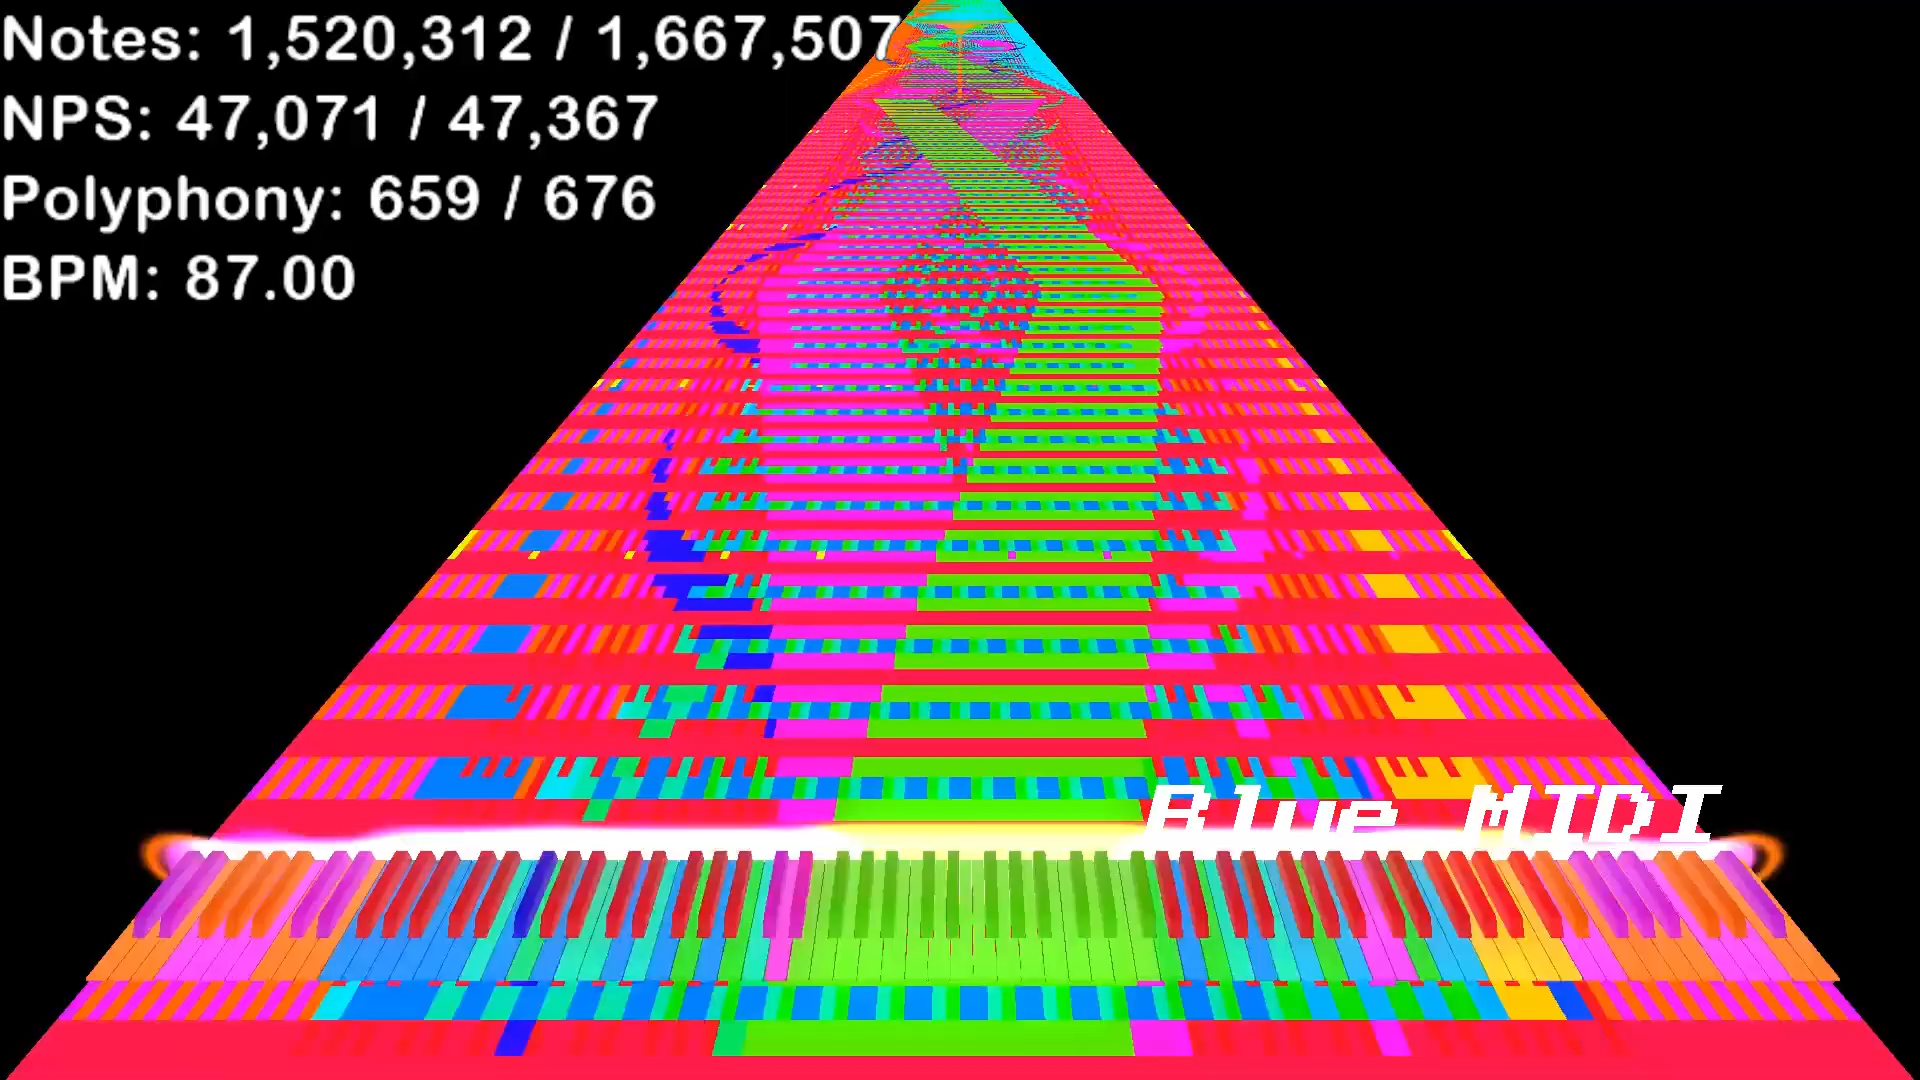 Notes: 1,520,312 / 1,667,507
NPS: 47,071 / 47,367
Polyphony: 659 / 676
BPM: 87.00
Blue MIDI